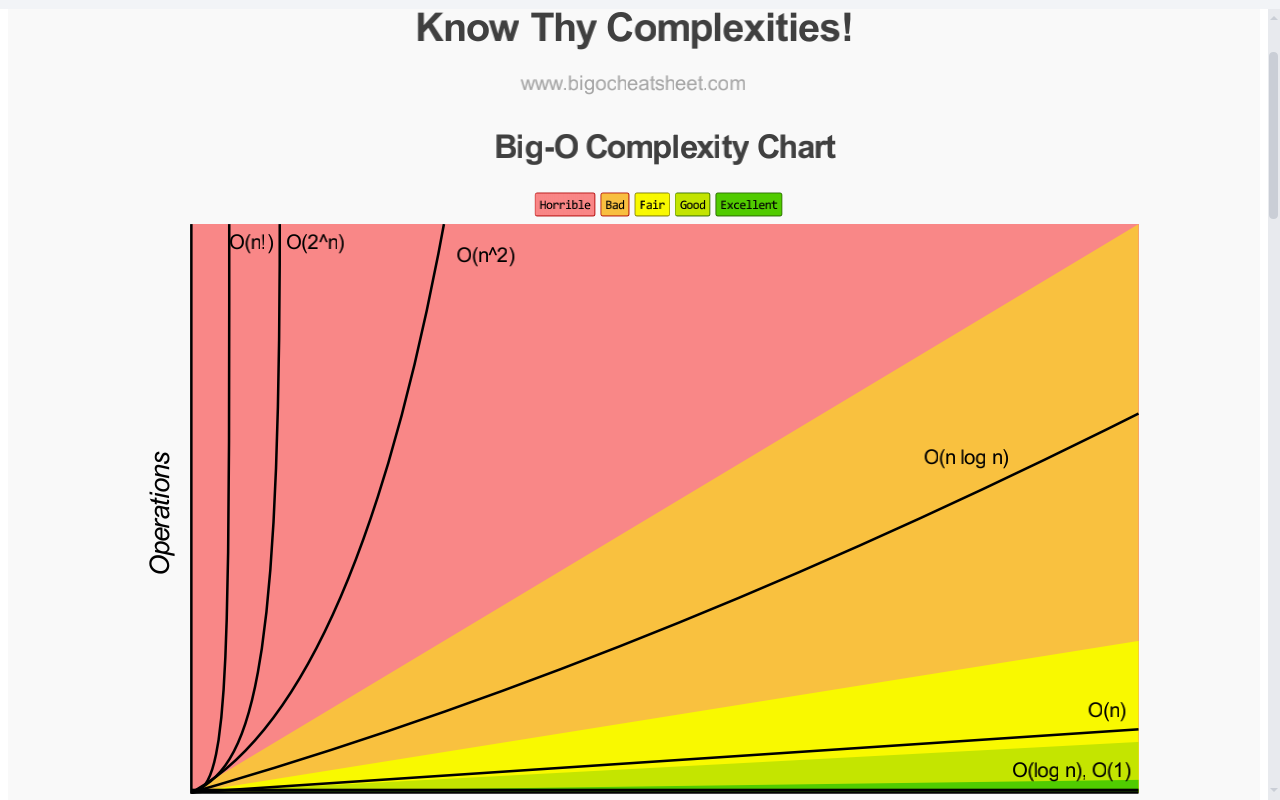 Know Thy Complexities!
www.bigocheatsheet.com
Big-O Complexity Chart
Horrible Bad Fair Good Excellent
O(n!) O(2^n)
O(n^2)
O(n log n)
Operations
O(n)
O(log n), O(1)